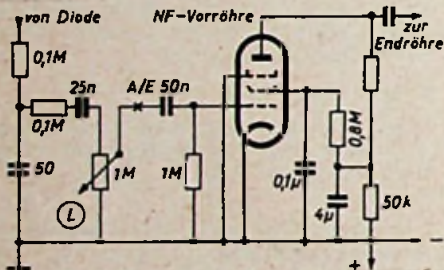 von Diode
NF-Vorröhre
zur
Endröhre
0,1M
25n
A/E 50n
0,1M
50
1M
1M
0,1µ
0,8M
4µ
50k
L
−
+